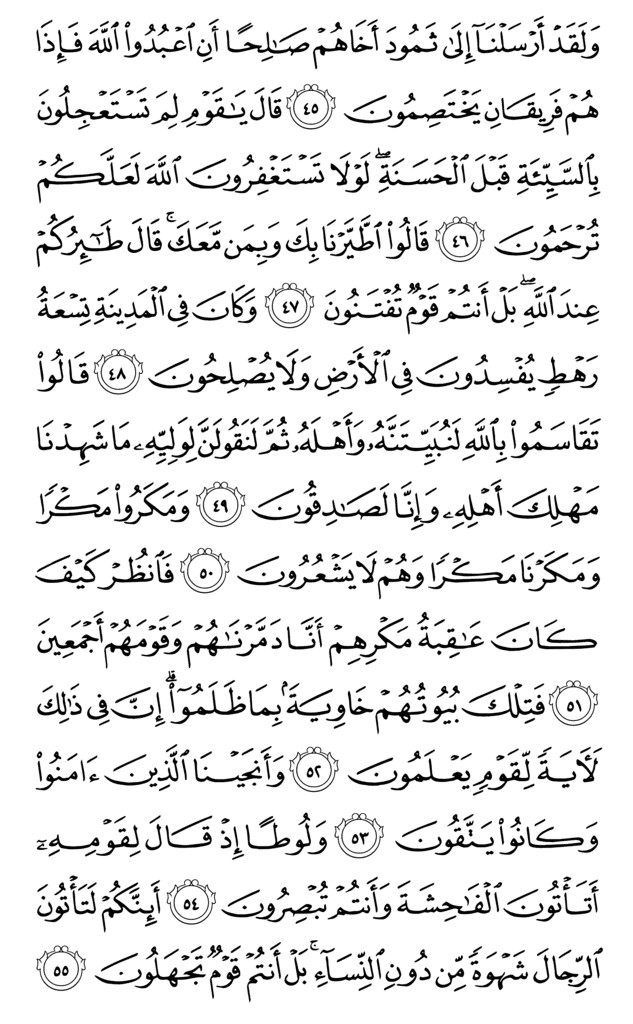 وَلَقَدْ أَرْسَلْنَآ إِلَىٰ ثَمُودَ أَخَاهُمْ صَـٰلِحًا أَنِ ٱعْبُدُوا۟ ٱللَّهَ فَإِذَا
هُمْ فَرِيقَانِ يَخْتَصِمُونَ ٤٥ قَالَ يَـٰقَوْمِ لِمَ تَسْتَعْجِلُونَ
بِٱلسَّيِّئَةِ قَبْلَ ٱلْحَسَنَةِ ۖ لَوْلَا تَسْتَغْفِرُونَ ٱللَّهَ لَعَلَّكُمْ
تُرْحَمُونَ ٤٦ قَالُوا۟ ٱطَّيَّرْنَا بِكَ وَبِمَن مَّعَكَ ۚ قَالَ طَـٰٓئِرُكُمْ
عِندَ ٱللَّهِ ۖ بَلْ أَنتُمْ قَوْمٌ تُفْتَنُونَ ٤٧ وَكَانَ فِى ٱلْمَدِينَةِ تِسْعَةُ
رَهْطٍ يُفْسِدُونَ فِى ٱلْأَرْضِ وَلَا يُصْلِحُونَ ٤٨ قَالُوا۟
تَقَاسَمُوا۟ بِٱللَّهِ لَنُبَيِّتَنَّهُۥ وَأَهْلَهُۥ ثُمَّ لَنَقُولَنَّ لِوَلِيِّهِۦ مَا شَهِدْنَا
مَهْلِكَ أَهْلِهِۦ وَإِنَّا لَصَـٰدِقُونَ ٤٩ وَمَكَرُوا۟ مَكْرًا
وَمَكَرْنَا مَكْرًا وَهُمْ لَا يَشْعُرُونَ ٥٠ فَٱنظُرْ كَيْفَ
كَانَ عَـٰقِبَةُ مَكْرِهِمْ أَنَّا دَمَّرْنَـٰهُمْ وَقَوْمَهُمْ أَجْمَعِينَ
٥١ فَتِلْكَ بُيُوتُهُمْ خَاوِيَةًۢ بِمَا ظَلَمُوٓا۟ ۗ إِنَّ فِى ذَٰلِكَ
لَـَٔايَةً لِّقَوْمٍ يَعْلَمُونَ ٥٢ وَأَنجَيْنَا ٱلَّذِينَ ءَامَنُوا۟
وَكَانُوا۟ يَتَّقُونَ ٥٣ وَلُوطًا إِذْ قَالَ لِقَوْمِهِۦٓ
أَتَأْتُونَ ٱلْفَـٰحِشَةَ وَأَنتُمْ تُبْصِرُونَ ٥٤ أَئِنَّكُمْ لَتَأْتُونَ
ٱلرِّجَالَ شَهْوَةً مِّن دُونِ ٱلنِّسَآءِ ۚ بَلْ أَنتُمْ قَوْمٌ تَجْهَلُونَ ٥٥